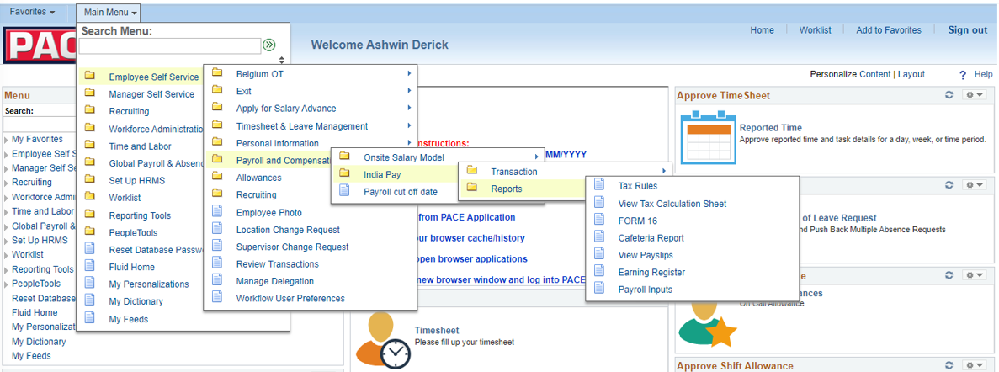 Favorites
Main Menu
Search Menu:
PAC
Welcome Ashwin Derick
Home
Worklist
Add to Favorites
Sign out
Personalize Content | Layout
Help
Employee Self Service
Manager Self Service
Recruiting
Workforce Administratio
Time and Labor
Global Payroll & Absenc
Set Up HRMS
Worklist
Reporting Tools
PeopleTools
Reset Database Passw
Fluid Home
My Personalizations
My Dictionary
My Feeds
Belgium OT
Exit
Apply for Salary Advance
Timesheet & Leave Management
Personal Information
Payroll and Compensati
Allowances
Recruiting
Employee Photo
Location Change Request
Supervisor Change Request
Review Transactions
Manage Delegation
Workflow User Preferences
Onsite Salary Model
India Pay
Payroll cut off date
Transaction
Reports
Tax Rules
View Tax Calculation Sheet
FORM 16
Cafeteria Report
View Payslips
Earning Register
Payroll Inputs
Menu
Search:
My Favorites
Employee Self S
Manager Self Se
Recruiting
Workforce Admi
Time and Labor
Global Payroll &
Set Up HRMS
Worklist
Reporting Tools
PeopleTools
Reset Database
Fluid Home
My Personalizat
My Dictionary
My Feeds
nstructions:
MM/YYYY
from PACE Application
ur browser cache/history
open browser applications
new browser window and log into PACE
Timesheet
Please fill up your timesheet
Approve TimeSheet
Reported Time
Approve reported time and task details for a day, week, or time period.
of Leave Request
nd Push Back Multiple Absence Requests
e
ances
On Call Allowance
Approve Shift Allowance